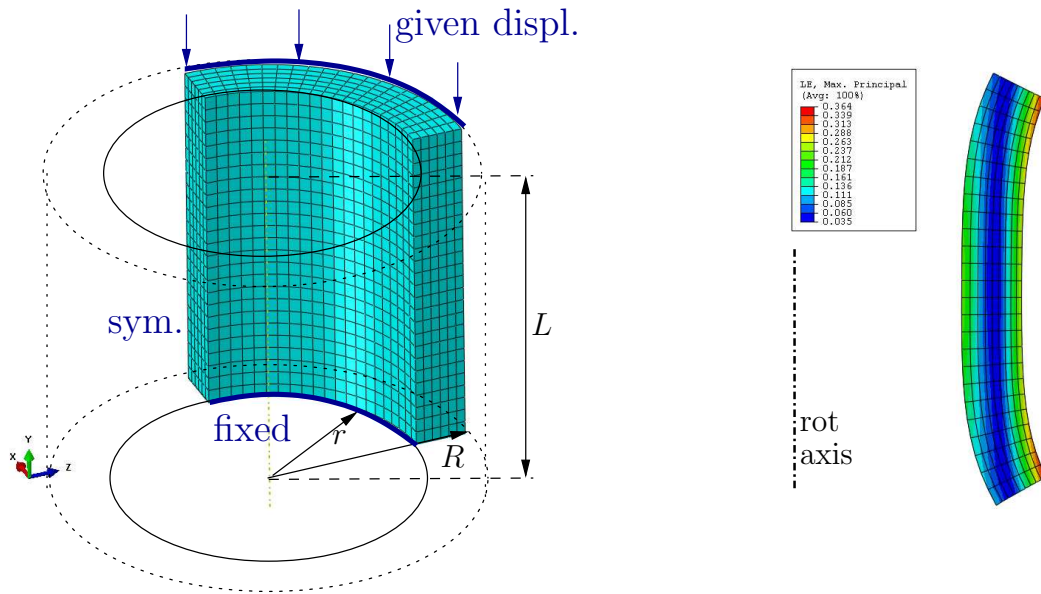 given displ.
sym.
L
fixed
r
R
Y
X
Z
LE, Max. Principal
(Avg: 100%)
0.364
0.339
0.313
0.288
0.263
0.237
0.212
0.187
0.161
0.136
0.111
0.085
0.060
0.035
rot
axis